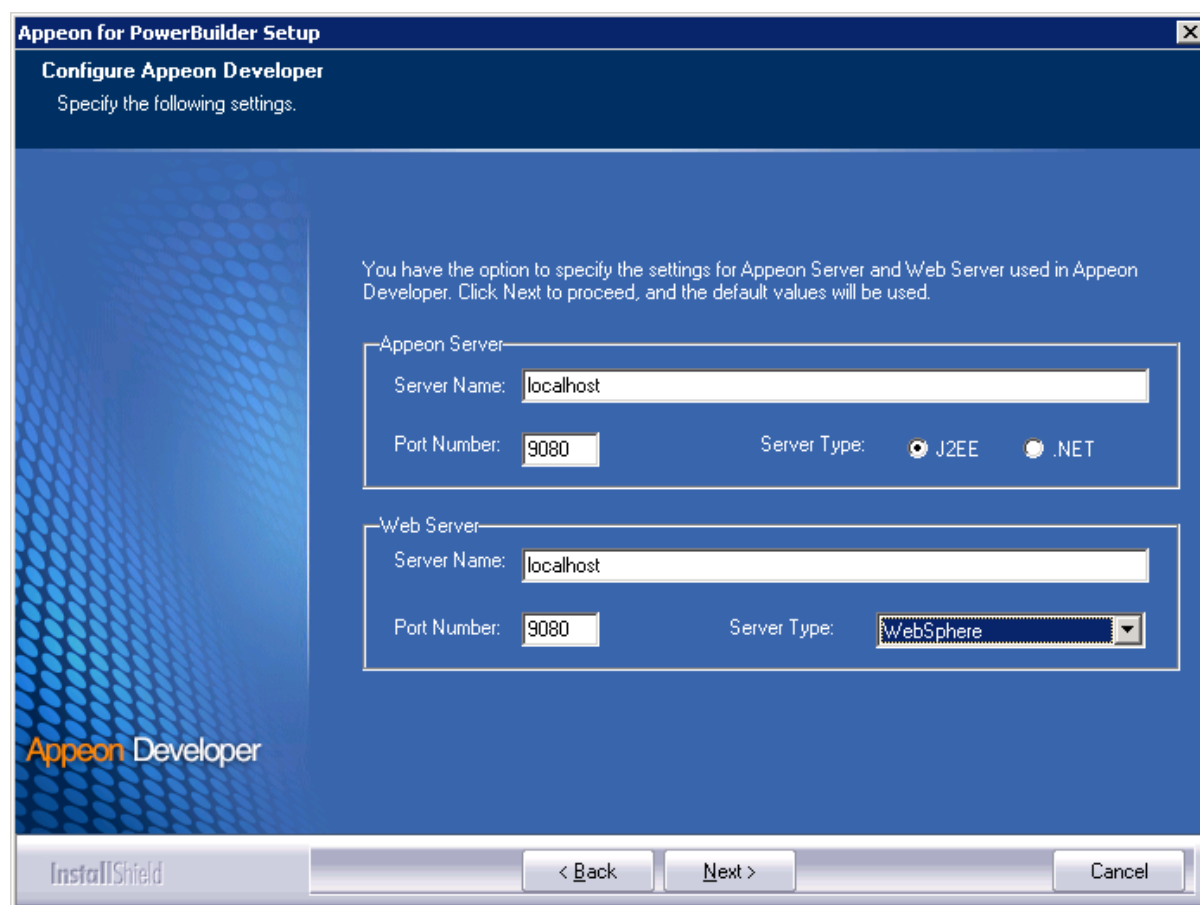 Appeon for PowerBuilder Setup
Configure Appeon Developer
Specify the following settings.
You have the option to specify the settings for Appeon Server and Web Server used in Appeon
Developer. Click Next to proceed, and the default values will be used.
Appeon Server
Server Name: localhost
Port Number: 9080 Server Type: J2EE .NET
Web Server
Server Name: localhost
Port Number: 9080 Server Type: WebSphere
Appeon Developer
InstallShield < Back Next > Cancel